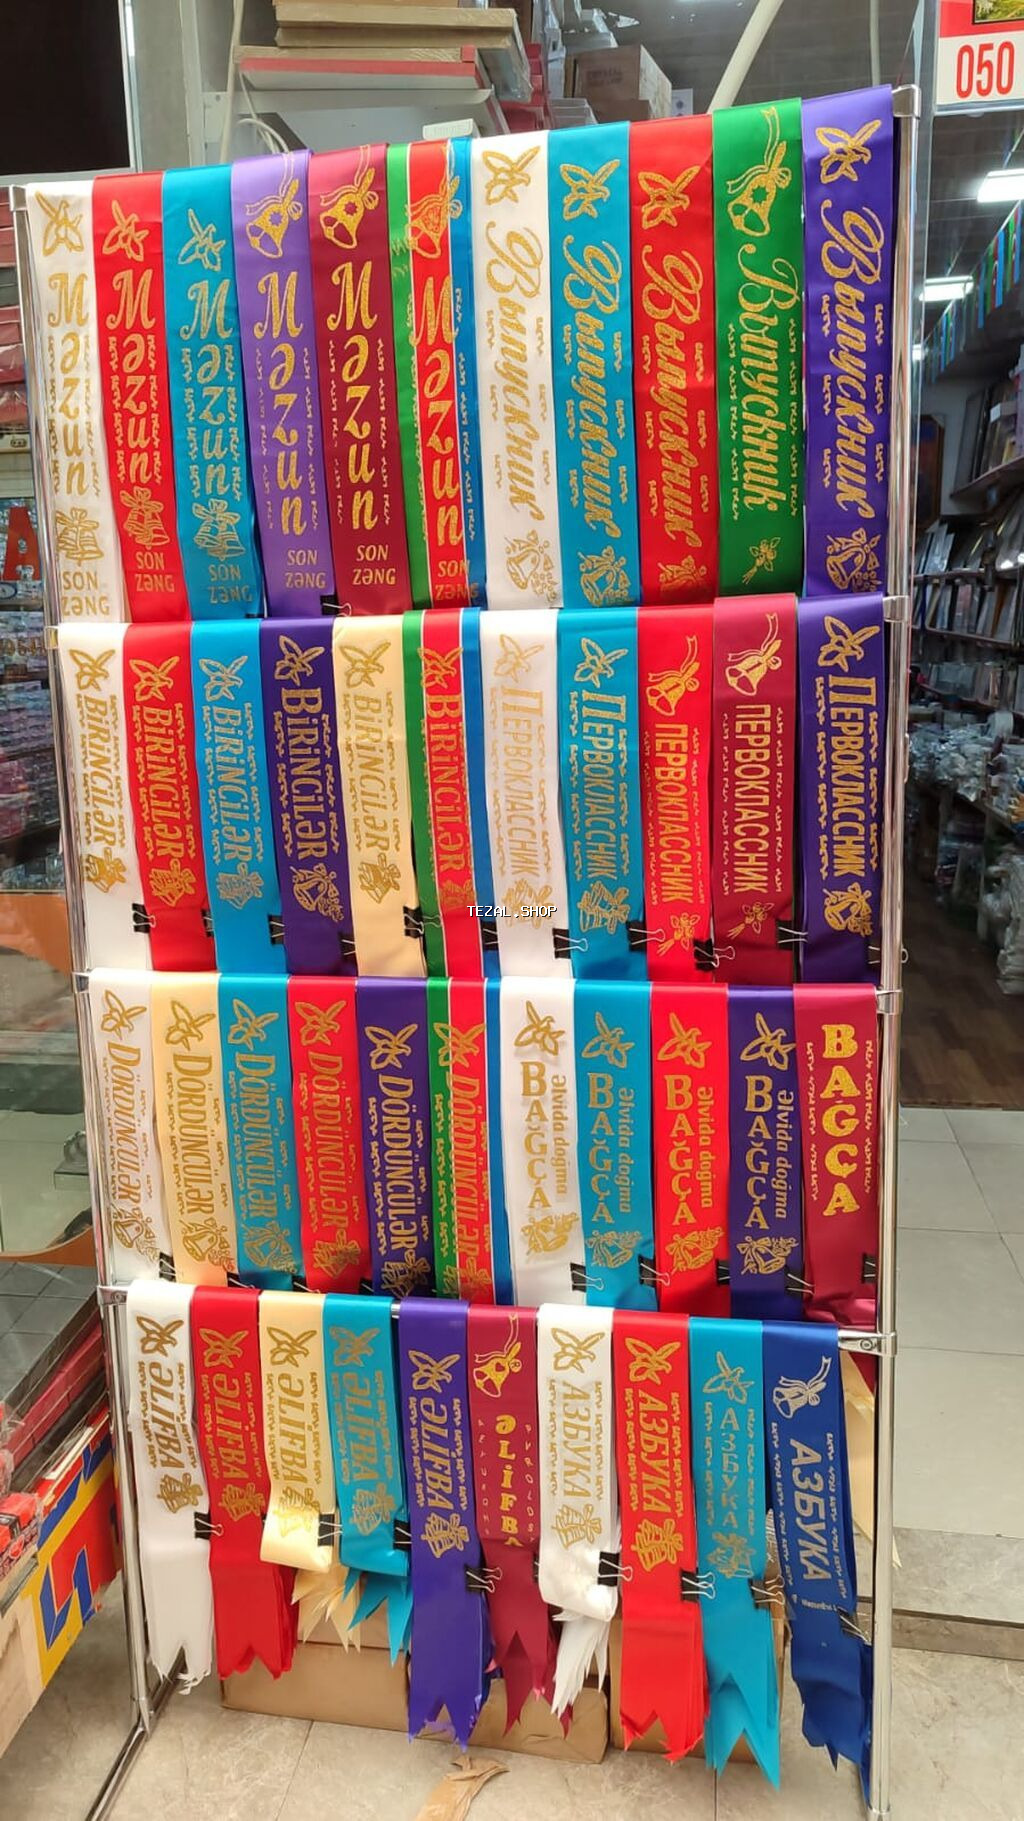 050
Məzun
SON
ZƏNG
Məzun
SON
ZƏNG
Məzun
SON
ZƏNG
Məzun
SON
ZƏNG
Məzun
SON
ZƏNG
Məzun
SON
ZƏNG
Выпускник
Выпускник
Выпускник
Выпускник
Выпускник
BİRİNCİLƏR
BİRİNCİLƏR
BİRİNCİLƏR
BİRİNCİLƏR
BİRİNCİLƏR
BİRİNCİLƏR
ПЕРВОКЛАССНИК
ПЕРВОКЛАССНИК
ПЕРВОКЛАССНИК
ПЕРВОКЛАССНИК
ПЕРВОКЛАССНИК
TEZAL.SHOP
DÖRDÜNCÜLƏR
DÖRDÜNCÜLƏR
DÖRDÜNCÜLƏR
DÖRDÜNCÜLƏR
DÖRDÜNCÜLƏR
DÖRDÜNCÜLƏR
əlvida doğma
BAĞÇA
əlvida doğma
BAĞÇA
əlvida doğma
BAĞÇA
əlvida doğma
BAĞÇA
BAĞÇA
ƏLİFBA
ƏLİFBA
ƏLİFBA
ƏLİFBA
ƏLİFBA
ƏLİFBA
АЗБУКА
АЗБУКА
АЗБУКА
АЗБУКА